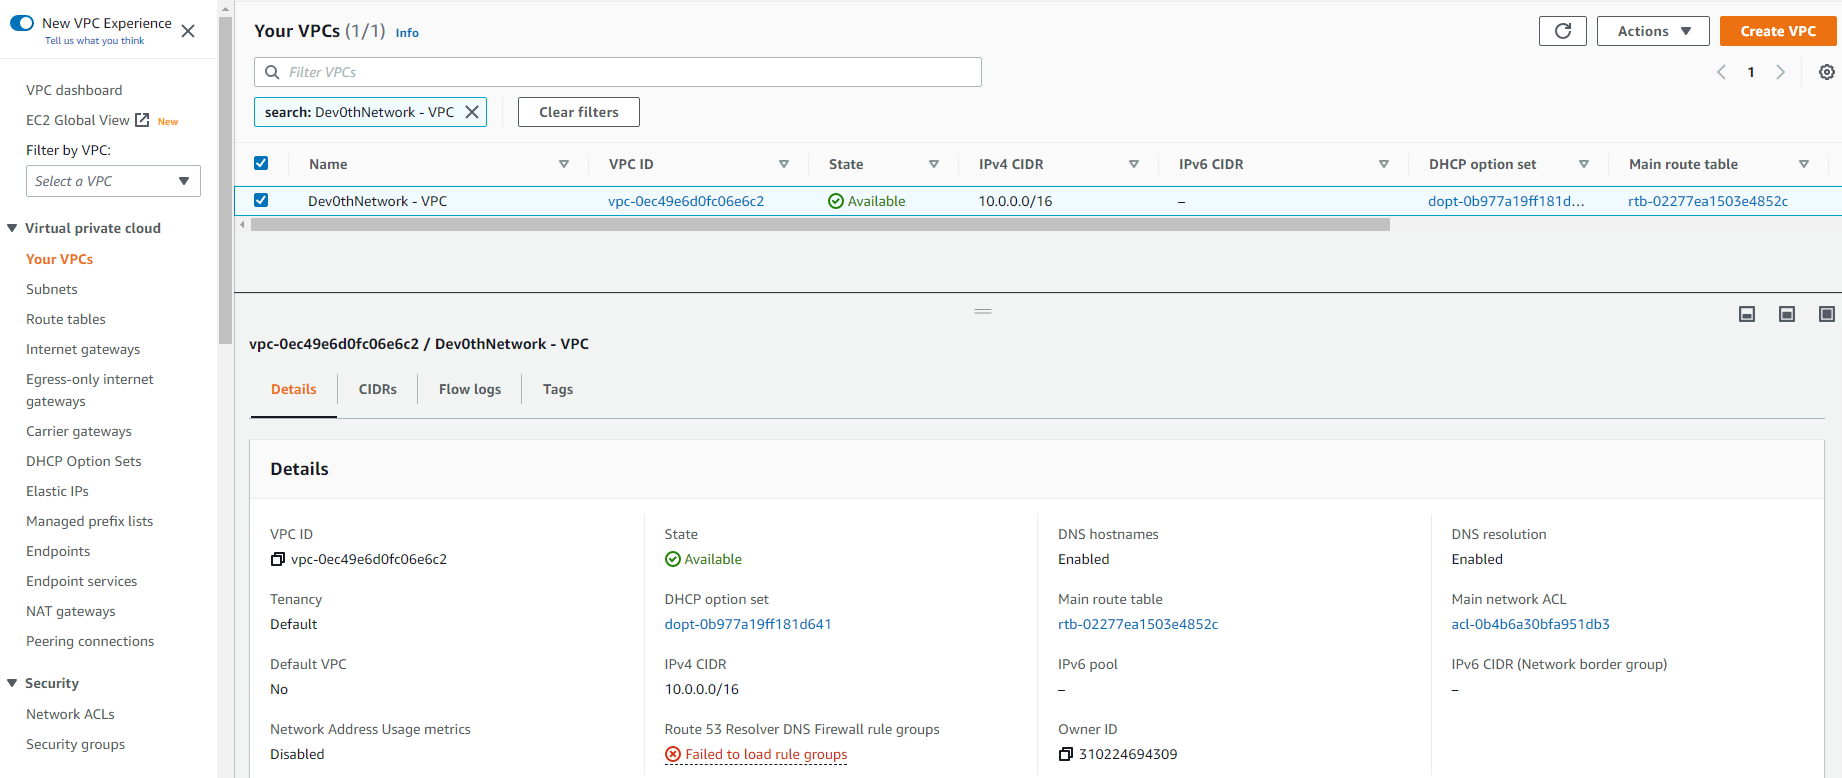 New VPC Experience
Tell us what you think
VPC dashboard
EC2 Global View New
Filter by VPC:
Select a VPC
Virtual private cloud
Your VPCs
Subnets
Route tables
Internet gateways
Egress-only internet
gateways
Carrier gateways
DHCP Option Sets
Elastic IPs
Managed prefix lists
Endpoints
Endpoint services
NAT gateways
Peering connections
Security
Network ACLs
Security groups
Your VPCs (1/1) Info
Actions
Create VPC
Filter VPCs
1
search: Dev0thNetwork - VPC
Clear filters
Name VPC ID State IPv4 CIDR IPv6 CIDR DHCP option set Main route table
Dev0thNetwork - VPC vpc-0ec49e6d0fc06e6c2 Available 10.0.0.0/16 – dopt-0b977a19ff181d... rtb-02277ea1503e4852c
vpc-0ec49e6d0fc06e6c2 / Dev0thNetwork - VPC
Details CIDRs Flow logs Tags
Details
VPC ID State DNS hostnames DNS resolution
vpc-0ec49e6d0fc06e6c2 Available Enabled Enabled
Tenancy DHCP option set Main route table Main network ACL
Default dopt-0b977a19ff181d641 rtb-02277ea1503e4852c acl-0b4b6a30bfa951db3
Default VPC IPv4 CIDR IPv6 pool IPv6 CIDR (Network border group)
No 10.0.0.0/16 – –
Network Address Usage metrics Route 53 Resolver DNS Firewall rule groups Owner ID
Disabled Failed to load rule groups 310224694309